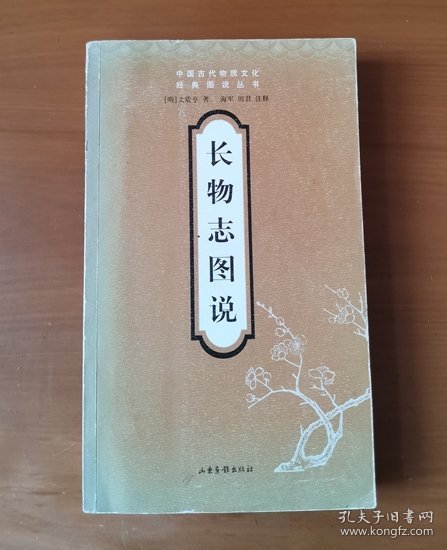 中国古代物质文化
经典图说丛书
[明]文震亨 著 海军 田君 注释
长物志图说
山东画报出版社
孔夫子旧书网
kongfz.com